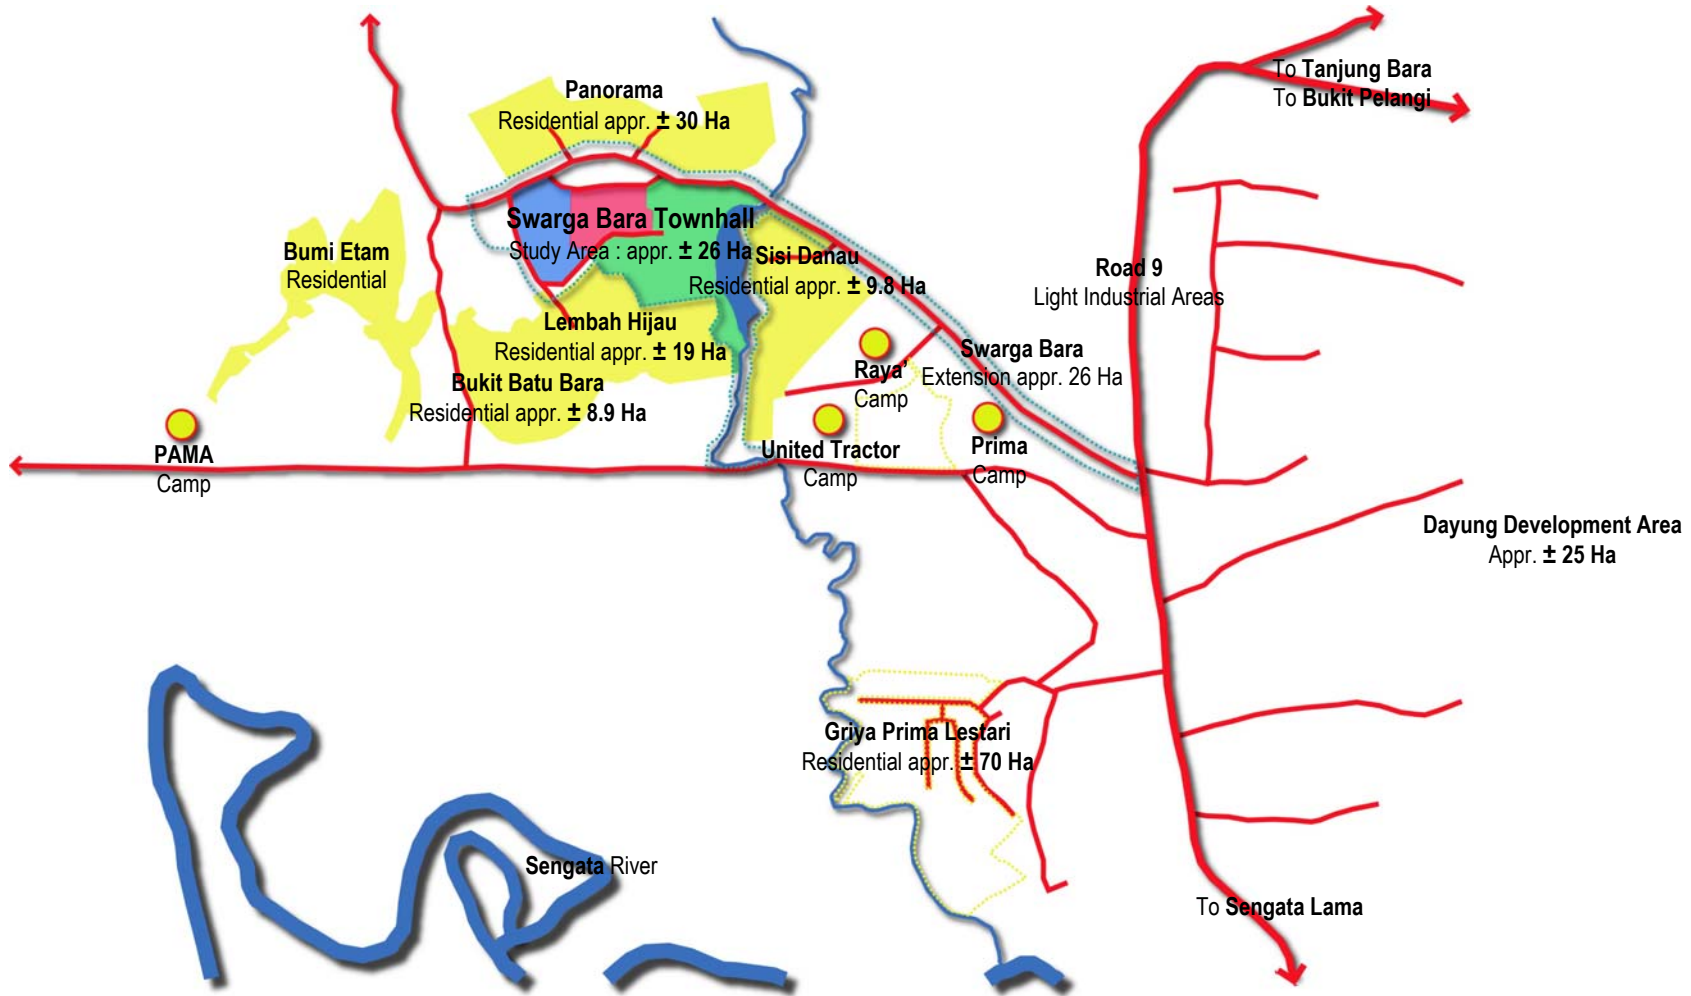 To Tanjung Bara
To Bukit Pelangi
Panorama
Residential appr. ± 30 Ha
Swarga Bara Townhall
Study Area : appr. ± 26 Ha
Bumi Etam
Residential
Sisi Danau
Residential appr. ± 9.8 Ha
Road 9
Light Industrial Areas
Lembah Hijau
Residential appr. ± 19 Ha
Swarga Bara
Extension appr. 26 Ha
Raya'
Camp
Bukit Batu Bara
Residential appr. ± 8.9 Ha
PAMA
Camp
United Tractor
Camp
Prima
Camp
Dayung Development Area
Appr. ± 25 Ha
Griya Prima Lestari
Residential appr. ± 70 Ha
Sengata River
To Sengata Lama